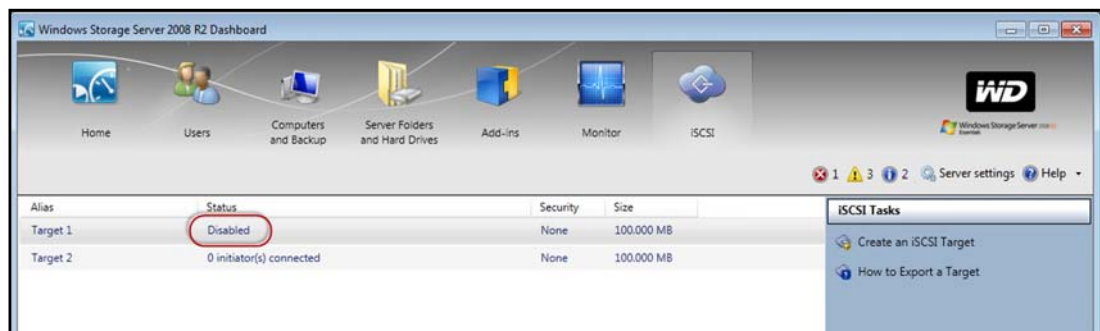 Windows Storage Server 2008 R2 Dashboard
Home
Users
Computers and Backup
Server Folders and Hard Drives
Add-ins
Monitor
iSCSI
WD
Windows Storage Server
Essentials
1 3 2 Server settings Help
Alias Status Security Size
Target 1 Disabled None 100.000 MB
Target 2 0 initiator(s) connected None 100.000 MB
iSCSI Tasks
Create an iSCSI Target
How to Export a Target